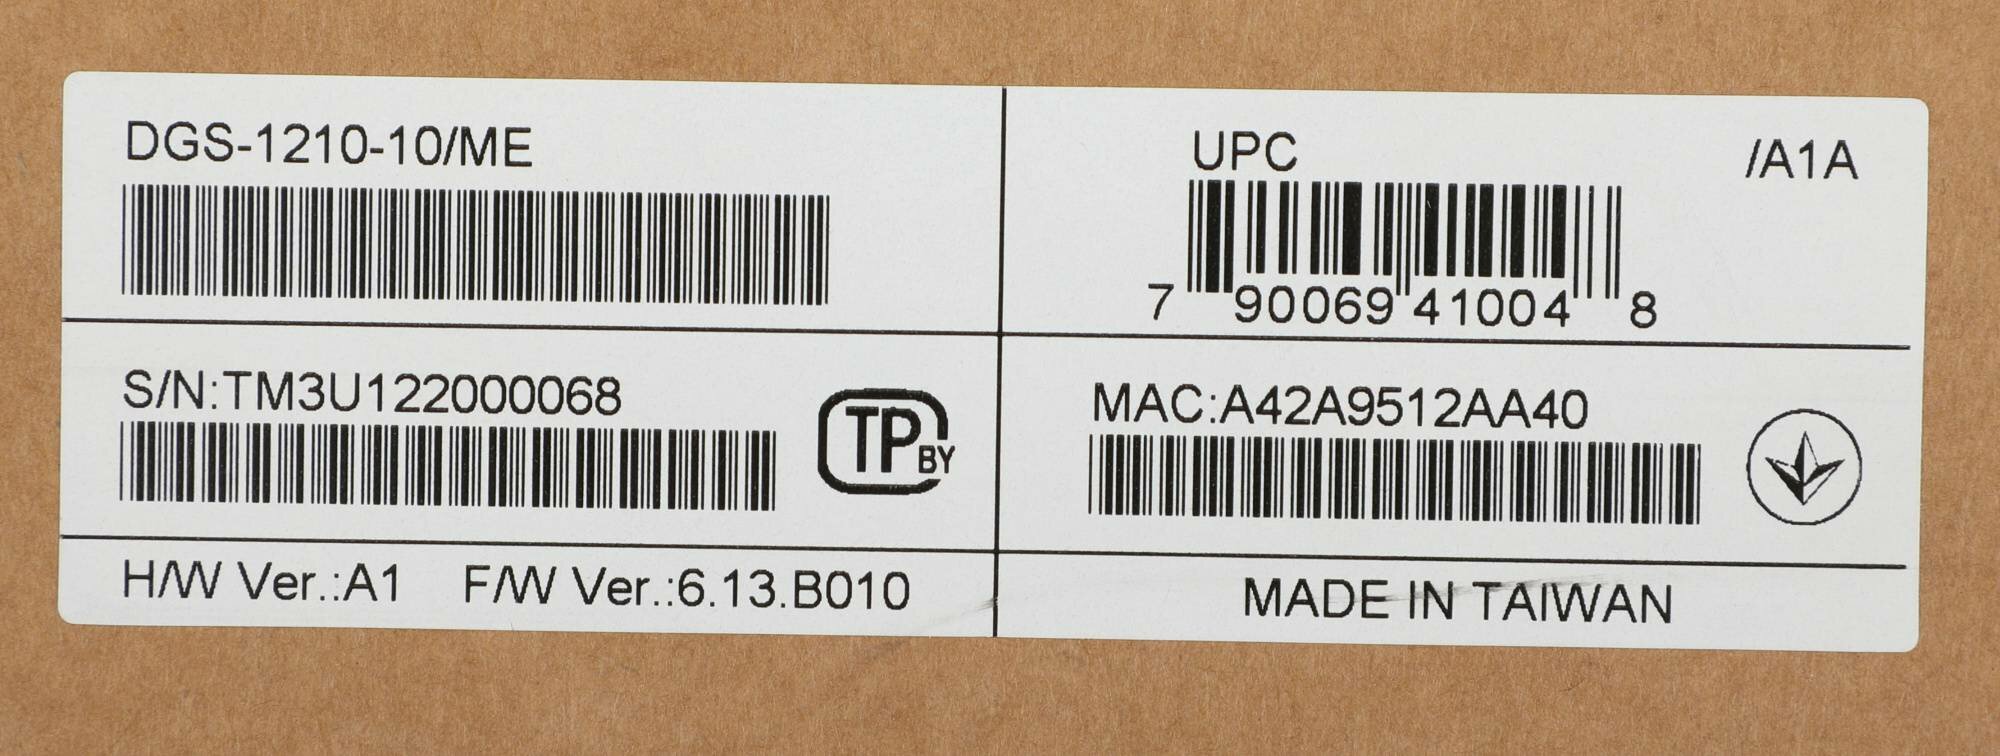 DGS-1210-10/ME
UPC /A1A
7 90069 41004 8
S/N:TM3U122000068
TP BY
MAC:A42A9512AA40
H/W Ver.:A1 F/W Ver.:6.13.B010
MADE IN TAIWAN